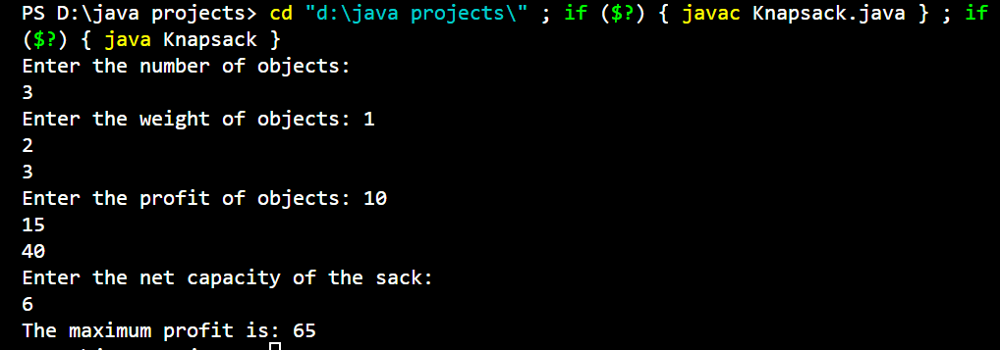 PS D:\java projects> cd "d:\java projects\" ; if ($?) { javac Knapsack.java } ; if
($?) { java Knapsack }
Enter the number of objects:
3
Enter the weight of objects: 1
2
3
Enter the profit of objects: 10
15
40
Enter the net capacity of the sack:
6
The maximum profit is: 65